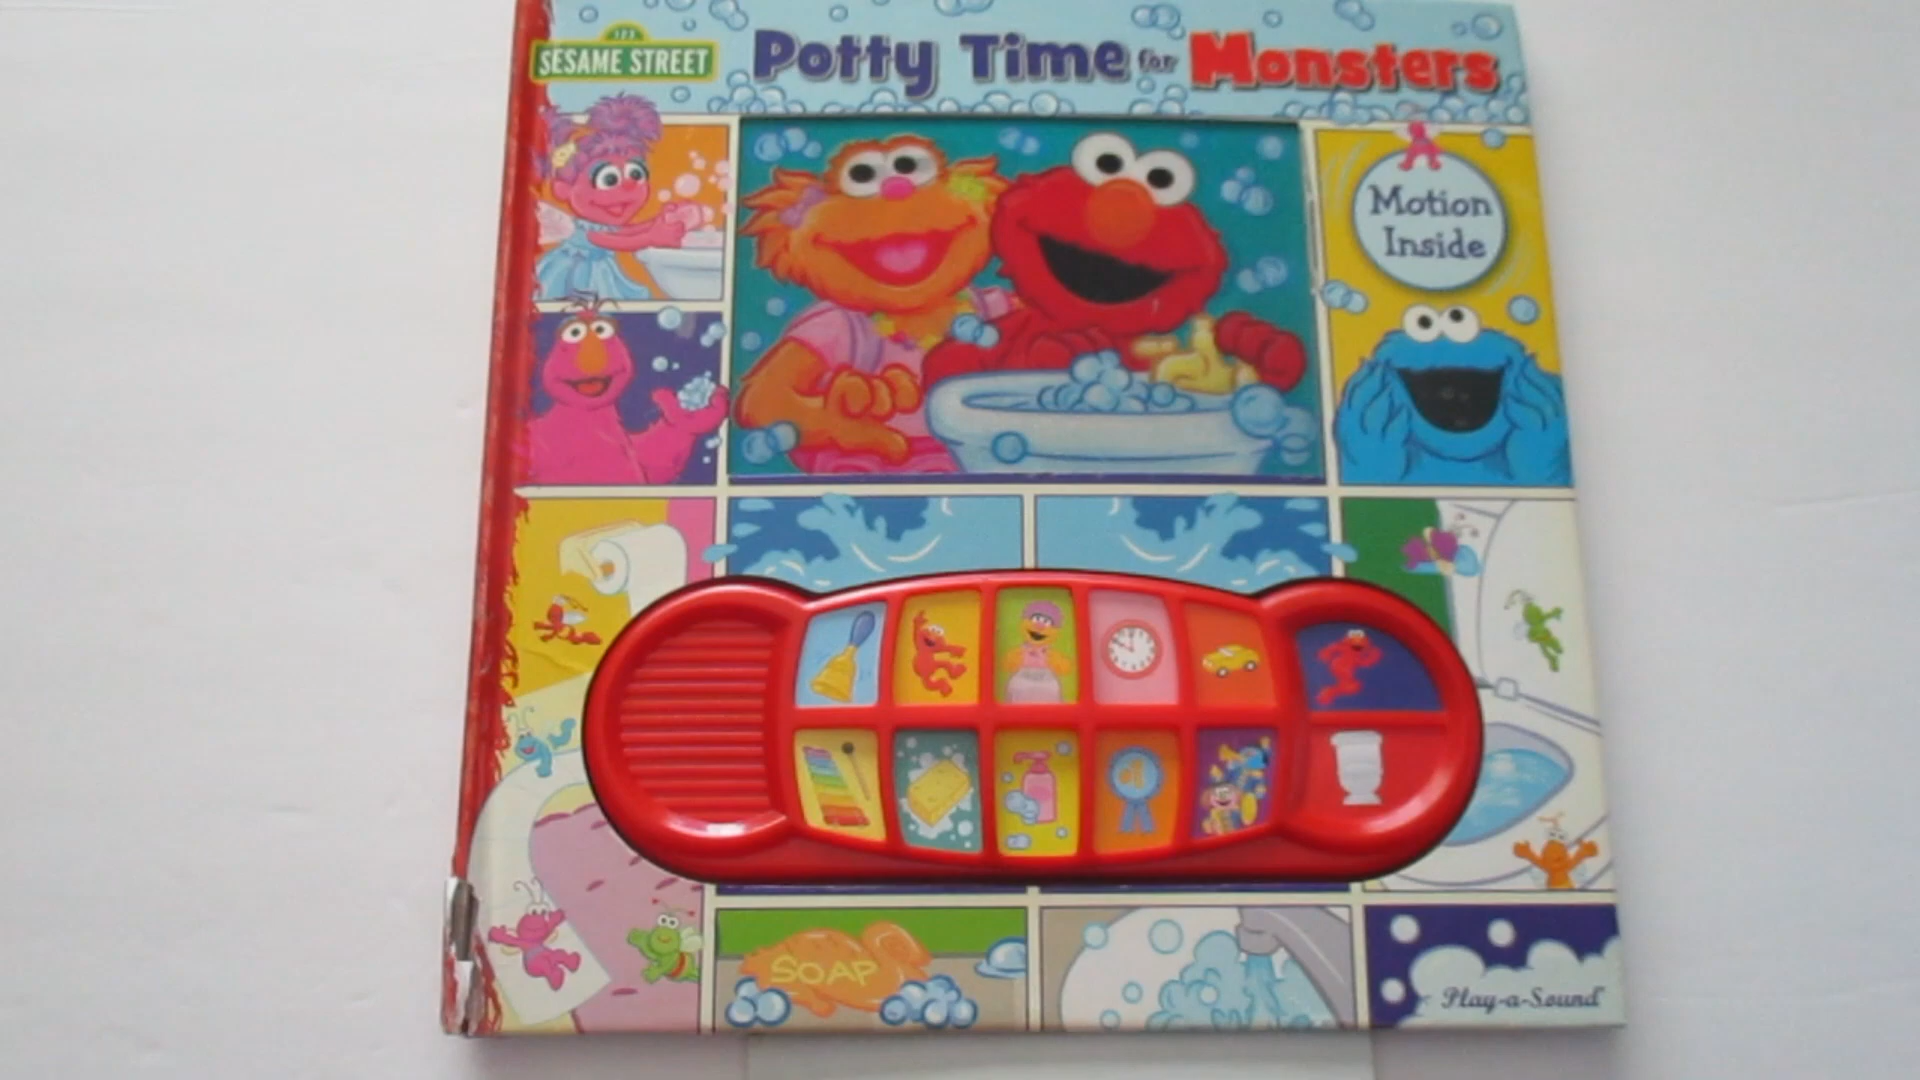 123
SESAME STREET
Potty Time for Monsters
Motion
Inside
SOAP
Play-a-Sound